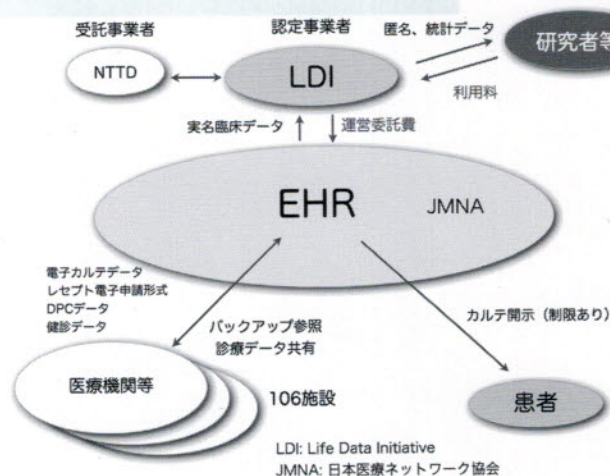 受託事業者
認定事業者
匿名、統計データ
研究者等
NTTD
LDI
利用料
実名臨床データ
運営委託費
EHR
JMNA
電子カルテデータ
レセプト電子申請形式
DPCデータ
健診データ
バックアップ参照
診療データ共有
カルテ開示（制限あり）
医療機関等
106施設
患者
LDI: Life Data Initiative
JMNA: 日本医療ネットワーク協会